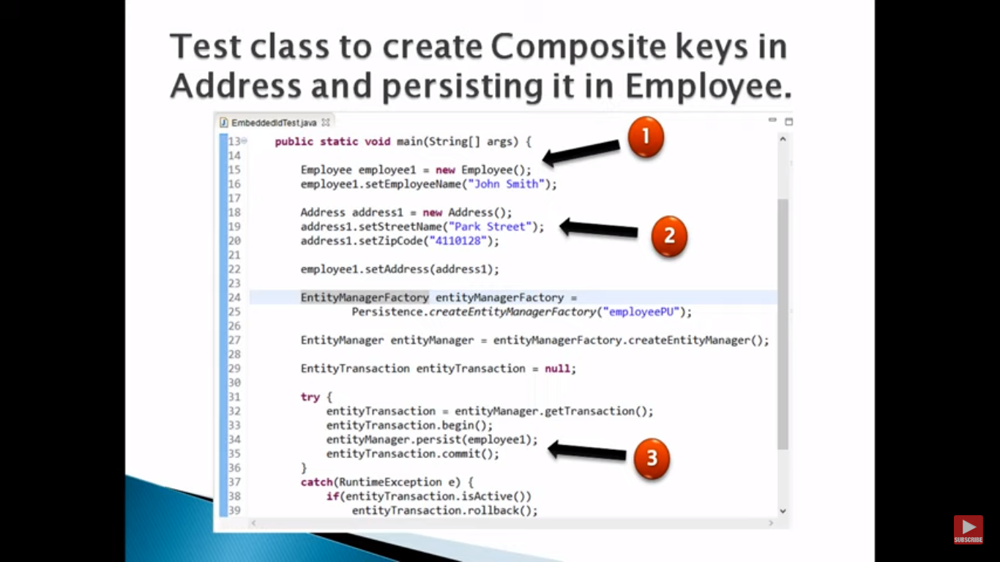 Test class to create Composite keys in
Address and persisting it in Employee.
EmbeddedIdTest.java
13 public static void main(String[] args) {
14
15 Employee employee1 = new Employee();
16 employee1.setEmployeeName("John Smith");
17
18 Address address1 = new Address();
19 address1.setStreetName("Park Street");
20 address1.setZipCode("4110128");
21
22 employee1.setAddress(address1);
23
24 EntityManagerFactory entityManagerFactory =
25 Persistence.createEntityManagerFactory("employeePU");
26
27 EntityManager entityManager = entityManagerFactory.createEntityManager();
28
29 EntityTransaction entityTransaction = null;
30
31 try {
32 entityTransaction = entityManager.getTransaction();
33 entityTransaction.begin();
34 entityManager.persist(employee1);
35 entityTransaction.commit();
36 }
37 catch(RuntimeException e) {
38 if(entityTransaction.isActive())
39 entityTransaction.rollback();
1
2
3
SUBSCRIBE